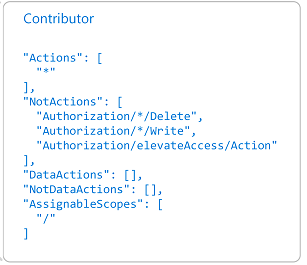 Contributor
"Actions": [
"*"
],
"NotActions": [
"Authorization/*/Delete",
"Authorization/*/Write",
"Authorization/elevateAccess/Action"
],
"DataActions": [],
"NotDataActions": [],
"AssignableScopes": [
"/"
]